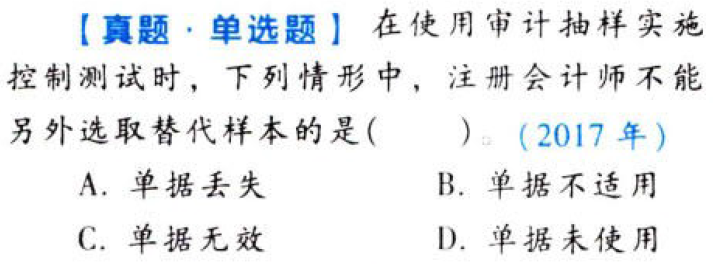 【真题·单选题】在使用审计抽样实施
控制测试时，下列情形中，注册会计师不能
另外选取替代样本的是(　　)。(2017 年)
A. 单据丢失　　B. 单据不适用
C. 单据无效　　D. 单据未使用